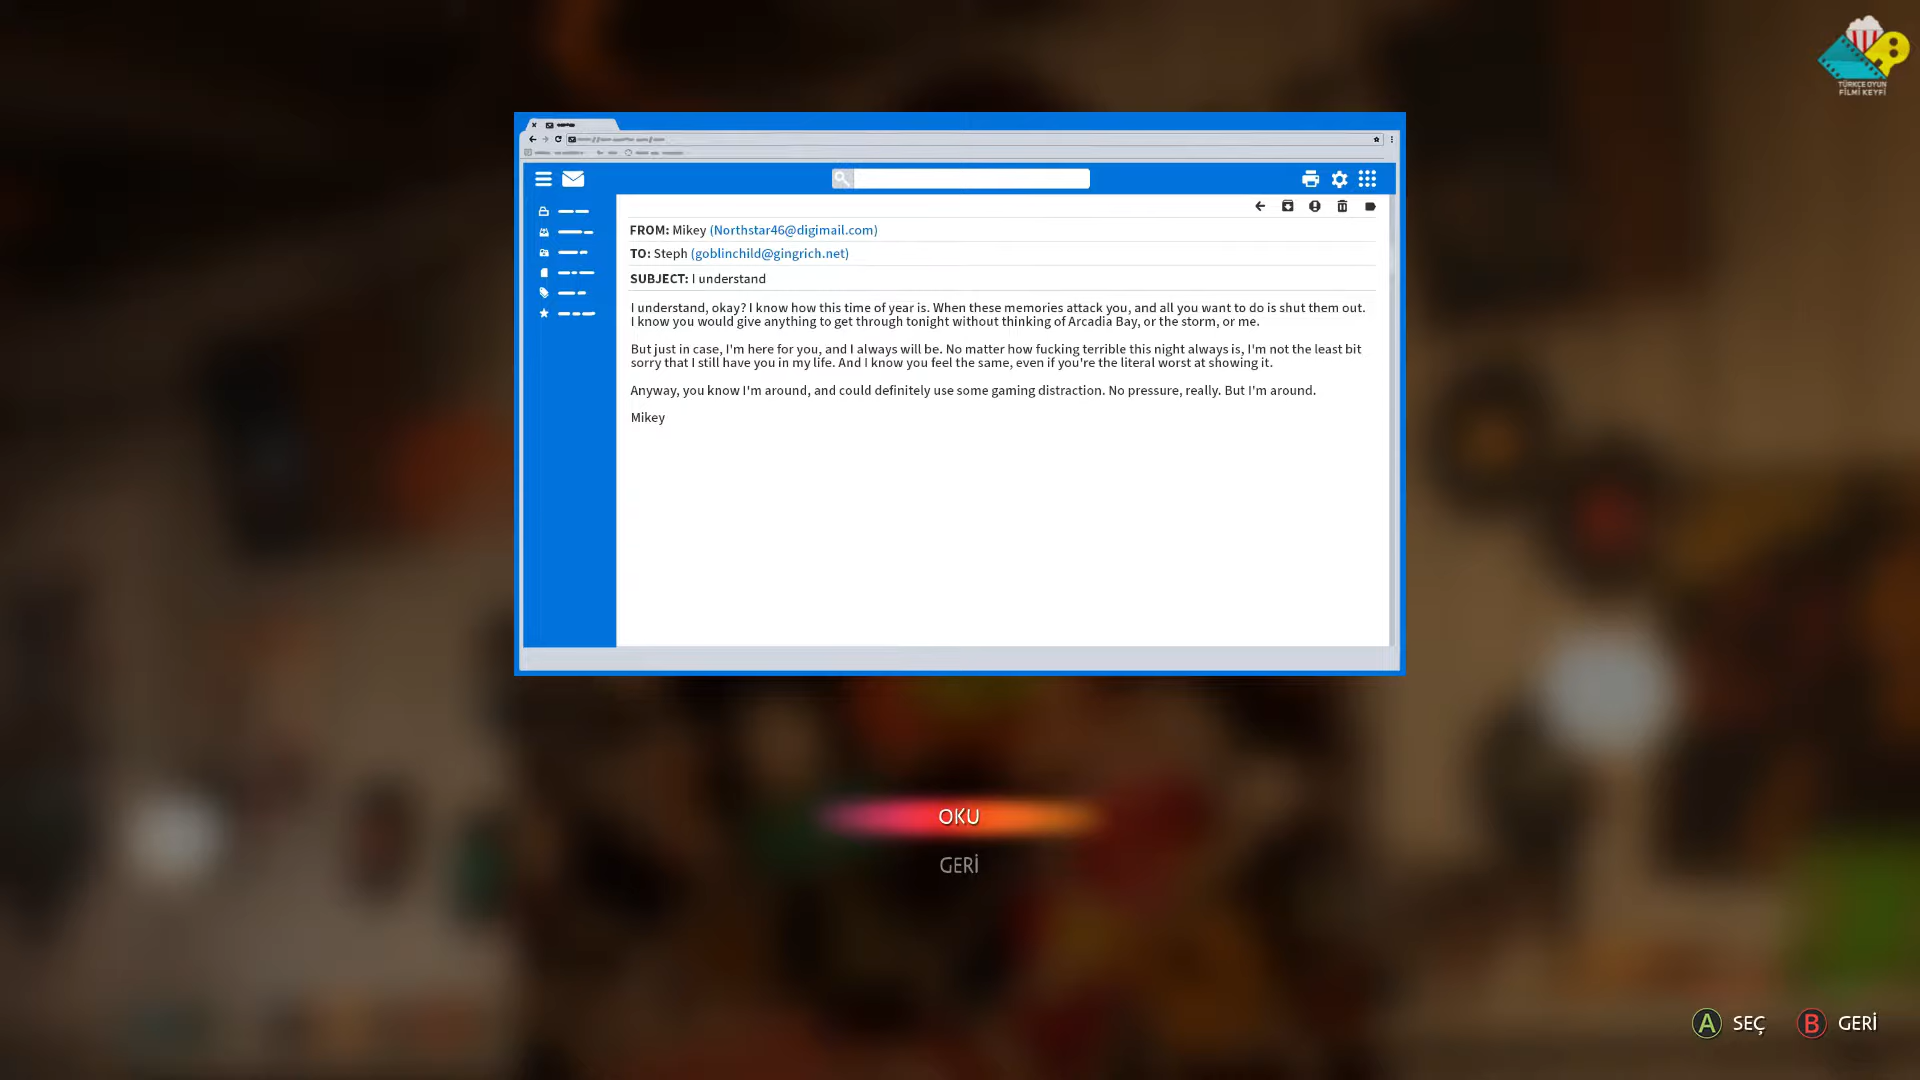 TÜRKÇE OYUN
FİLMİ KEYFİ
FROM: Mikey (Northstar46@digimail.com)
TO: Steph (goblinchild@gingrich.net)
SUBJECT: I understand
I understand, okay? I know how this time of year is. When these memories attack you, and all you want to do is shut them out.
I know you would give anything to get through tonight without thinking of Arcadia Bay, or the storm, or me.
But just in case, I'm here for you, and I always will be. No matter how fucking terrible this night always is, I'm not the least bit
sorry that I still have you in my life. And I know you feel the same, even if you're the literal worst at showing it.
Anyway, you know I'm around, and could definitely use some gaming distraction. No pressure, really. But I'm around.
Mikey
OKU
GERİ
A SEÇ B GERİ